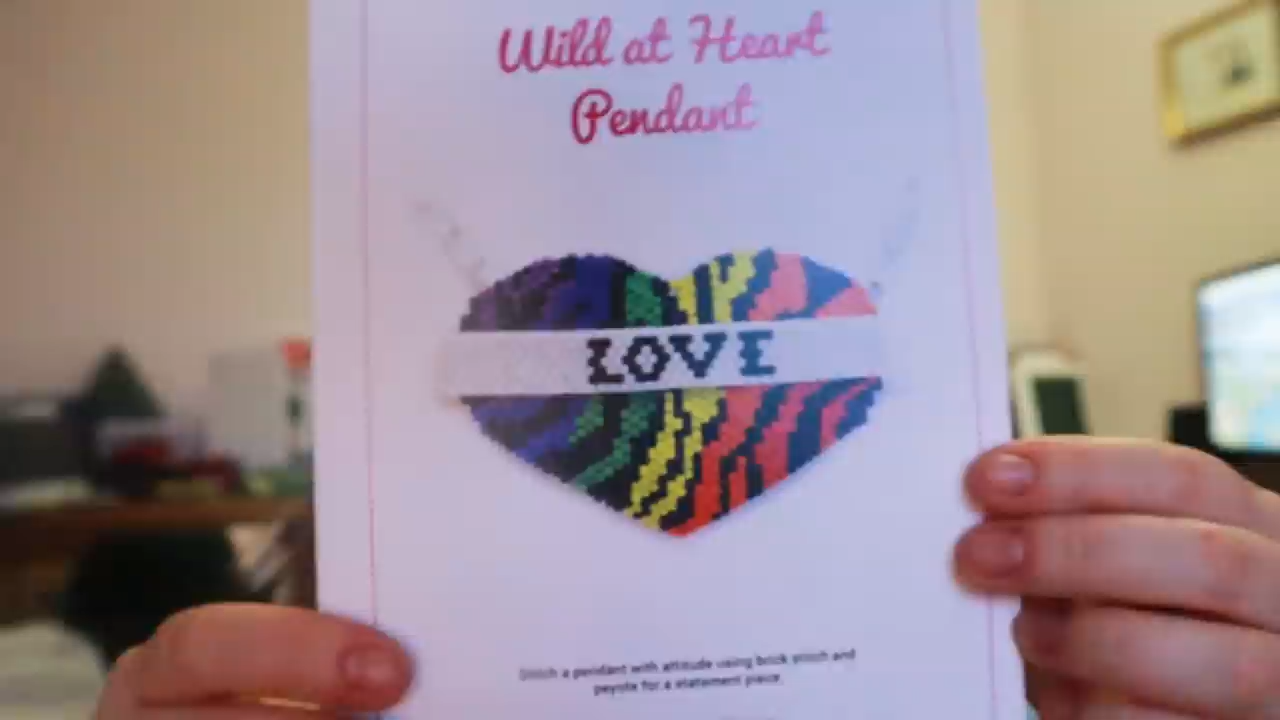 Wild at Heart
Pendant
LOVE
Stitch a pendant with attitude using brick stitch and
peyote for a statement piece.